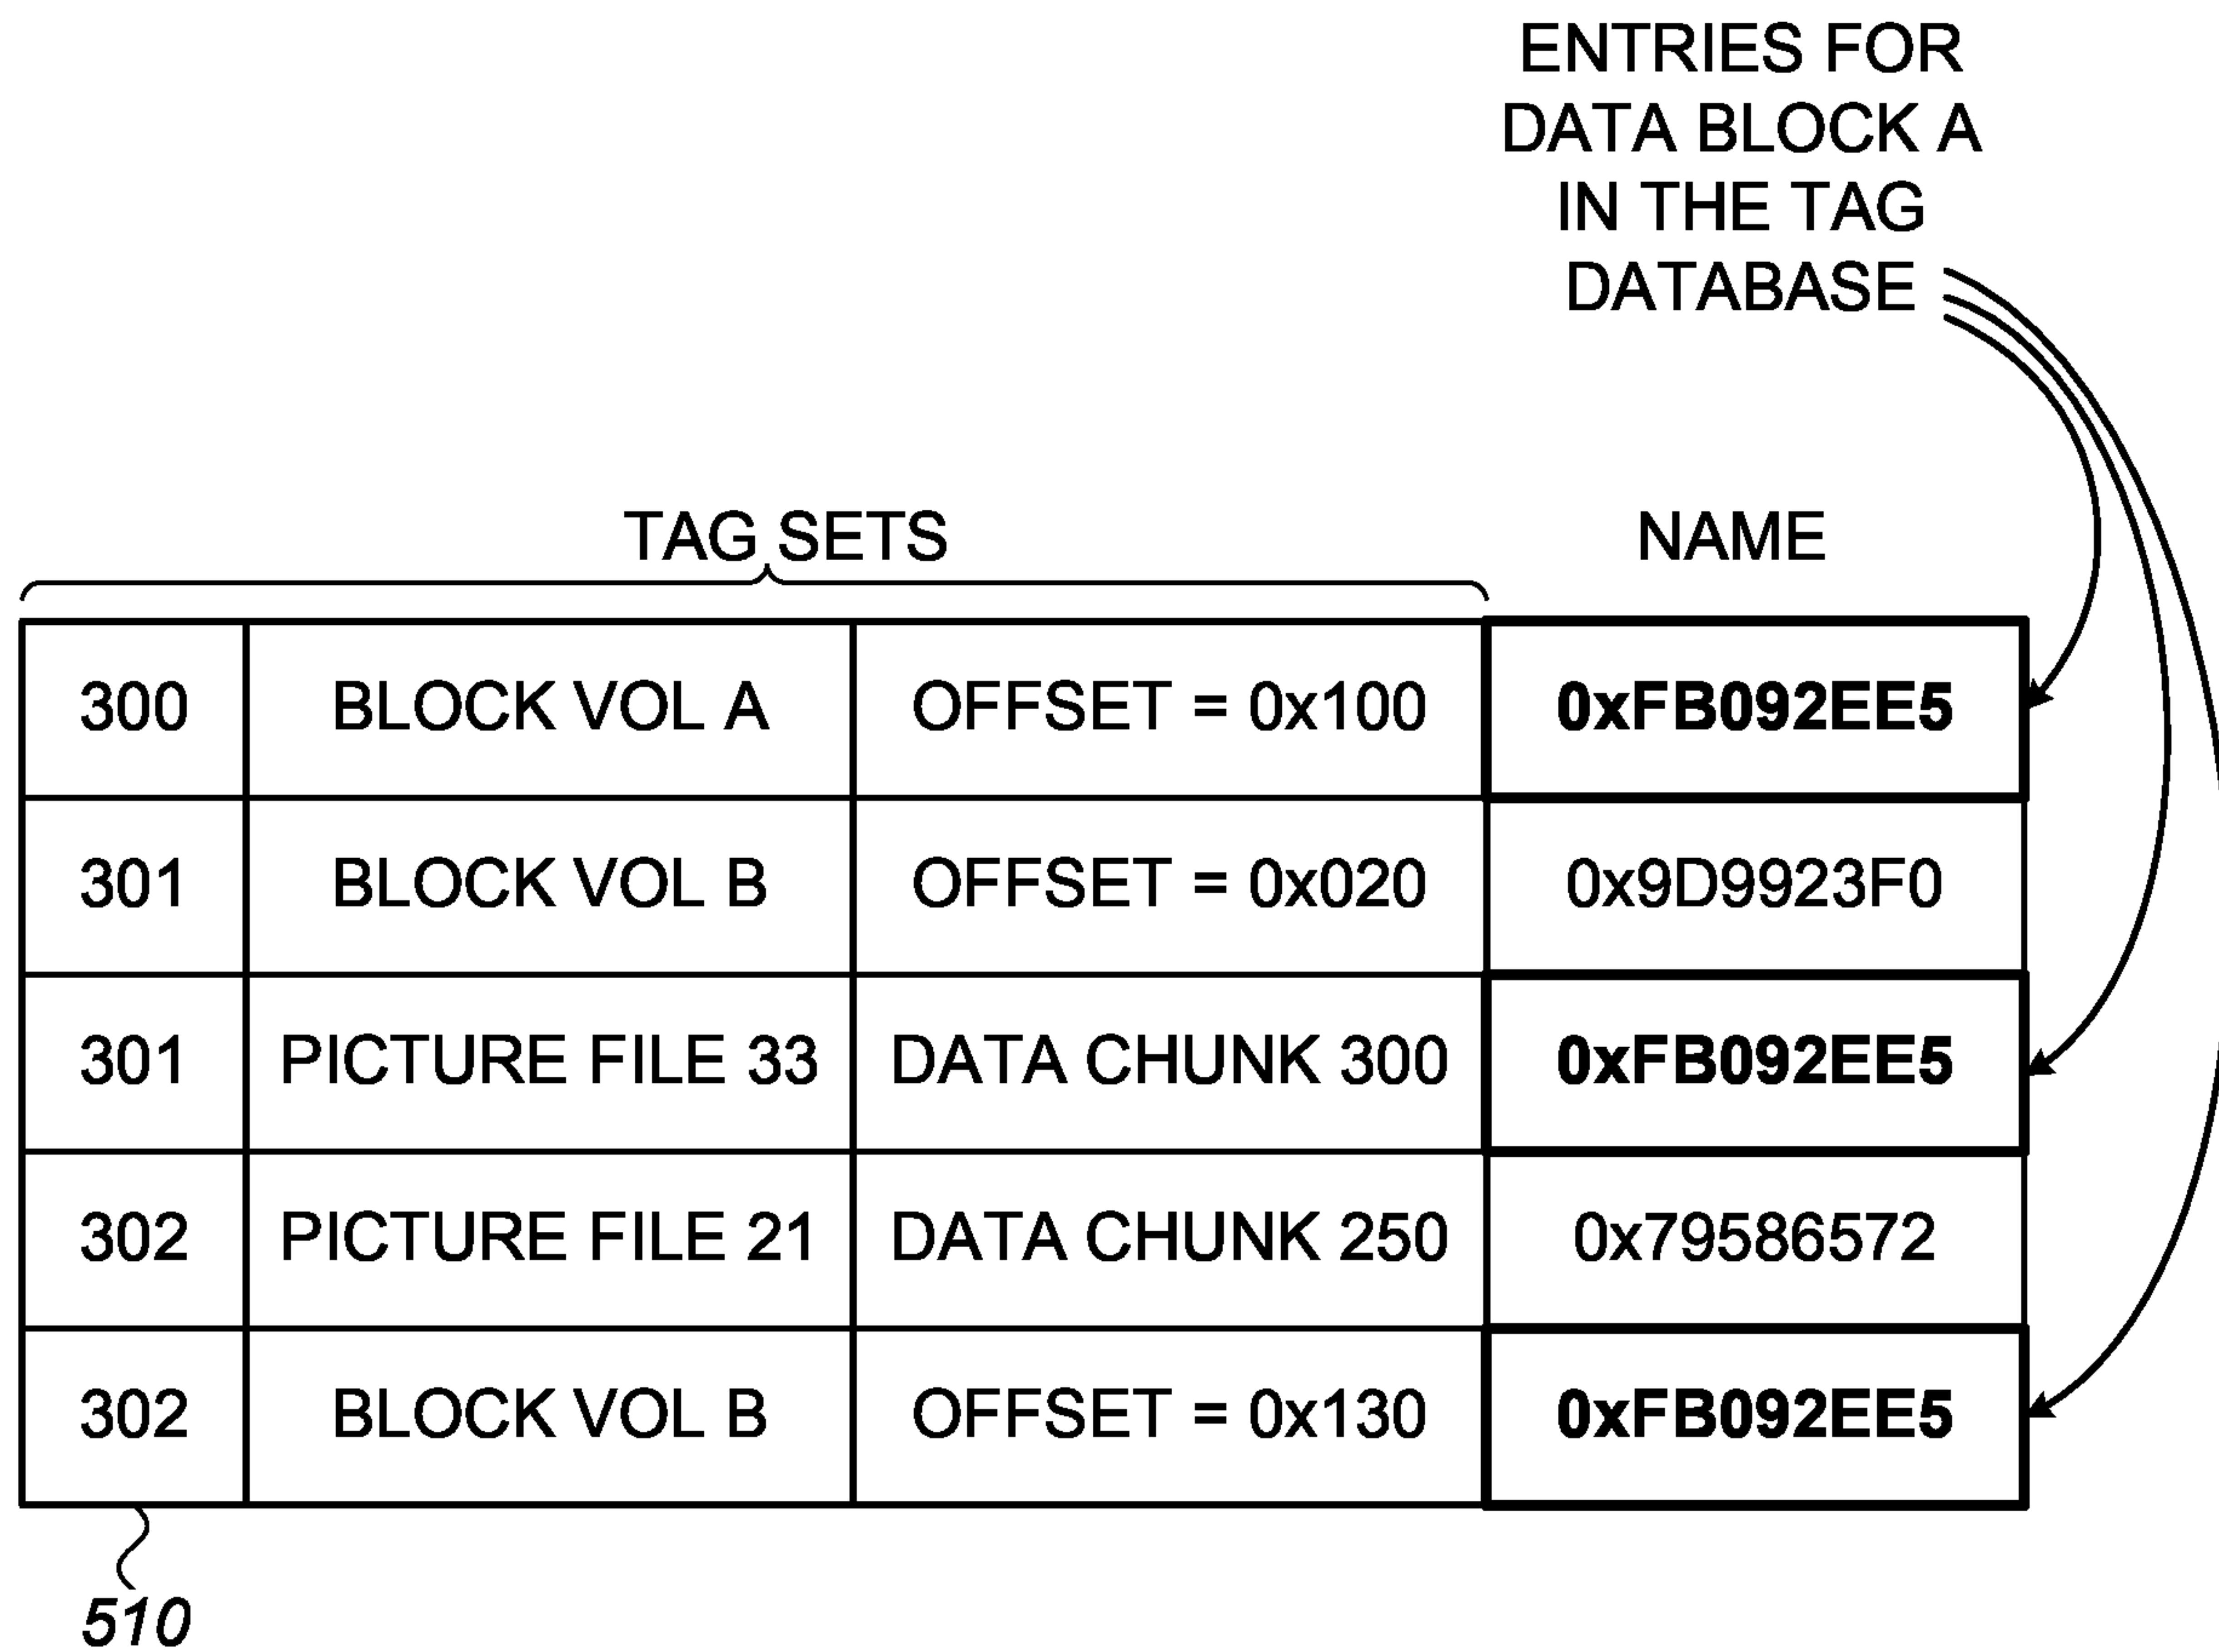 ENTRIES FOR
DATA BLOCK A
IN THE TAG
DATABASE
TAG SETS NAME
300 BLOCK VOL A OFFSET = 0x100 0xFB092EE5
301 BLOCK VOL B OFFSET = 0x020 0x9D9923F0
301 PICTURE FILE 33 DATA CHUNK 300 0xFB092EE5
302 PICTURE FILE 21 DATA CHUNK 250 0x79586572
302 BLOCK VOL B OFFSET = 0x130 0xFB092EE5
510